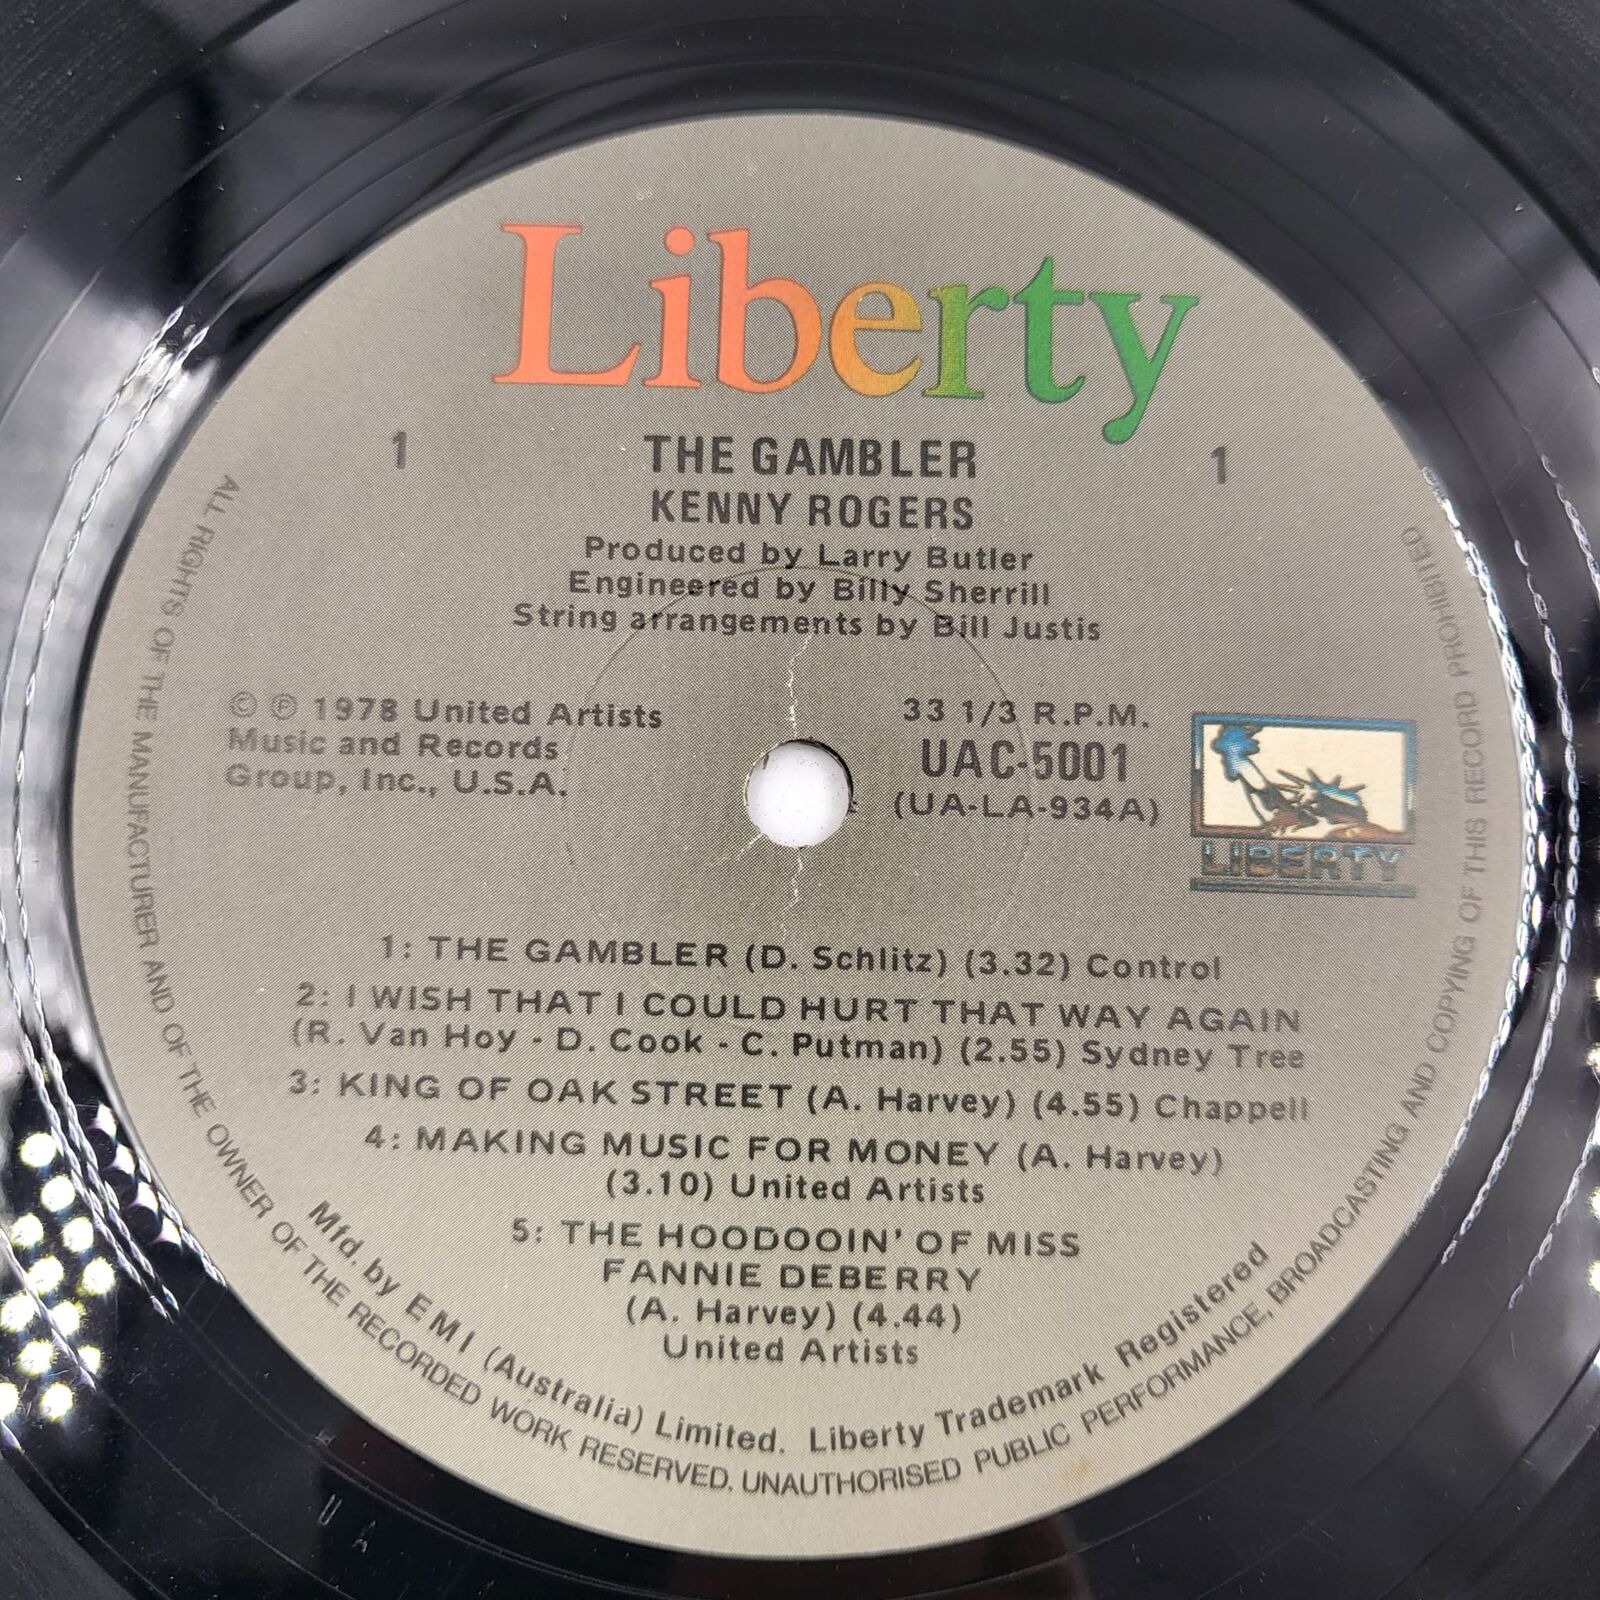 Liberty
1 1
THE GAMBLER
KENNY ROGERS
Produced by Larry Butler
Engineered by Billy Sherrill
String arrangements by Bill Justis
© ℗ 1978 United Artists
Music and Records
Group, Inc., U.S.A.
33 1/3 R.P.M.
UAC-5001
(UA-LA-934A)
LIBERTY
1: THE GAMBLER (D. Schlitz) (3.32) Control
2: I WISH THAT I COULD HURT THAT WAY AGAIN
(R. Van Hoy - D. Cook - C. Putman) (2.55) Sydney Tree
3: KING OF OAK STREET (A. Harvey) (4.55) Chappell
4: MAKING MUSIC FOR MONEY (A. Harvey)
(3.10) United Artists
5: THE HOODOOIN' OF MISS
FANNIE DEBERRY
(A. Harvey) (4.44)
United Artists
Mfd. by E M I (Australia) Limited. Liberty Trademark Registered
ALL RIGHTS OF THE MANUFACTURER AND OF THE OWNER OF THE RECORDED WORK RESERVED. UNAUTHORISED PUBLIC PERFORMANCE, BROADCASTING AND COPYING OF THIS RECORD PROHIBITED
U A